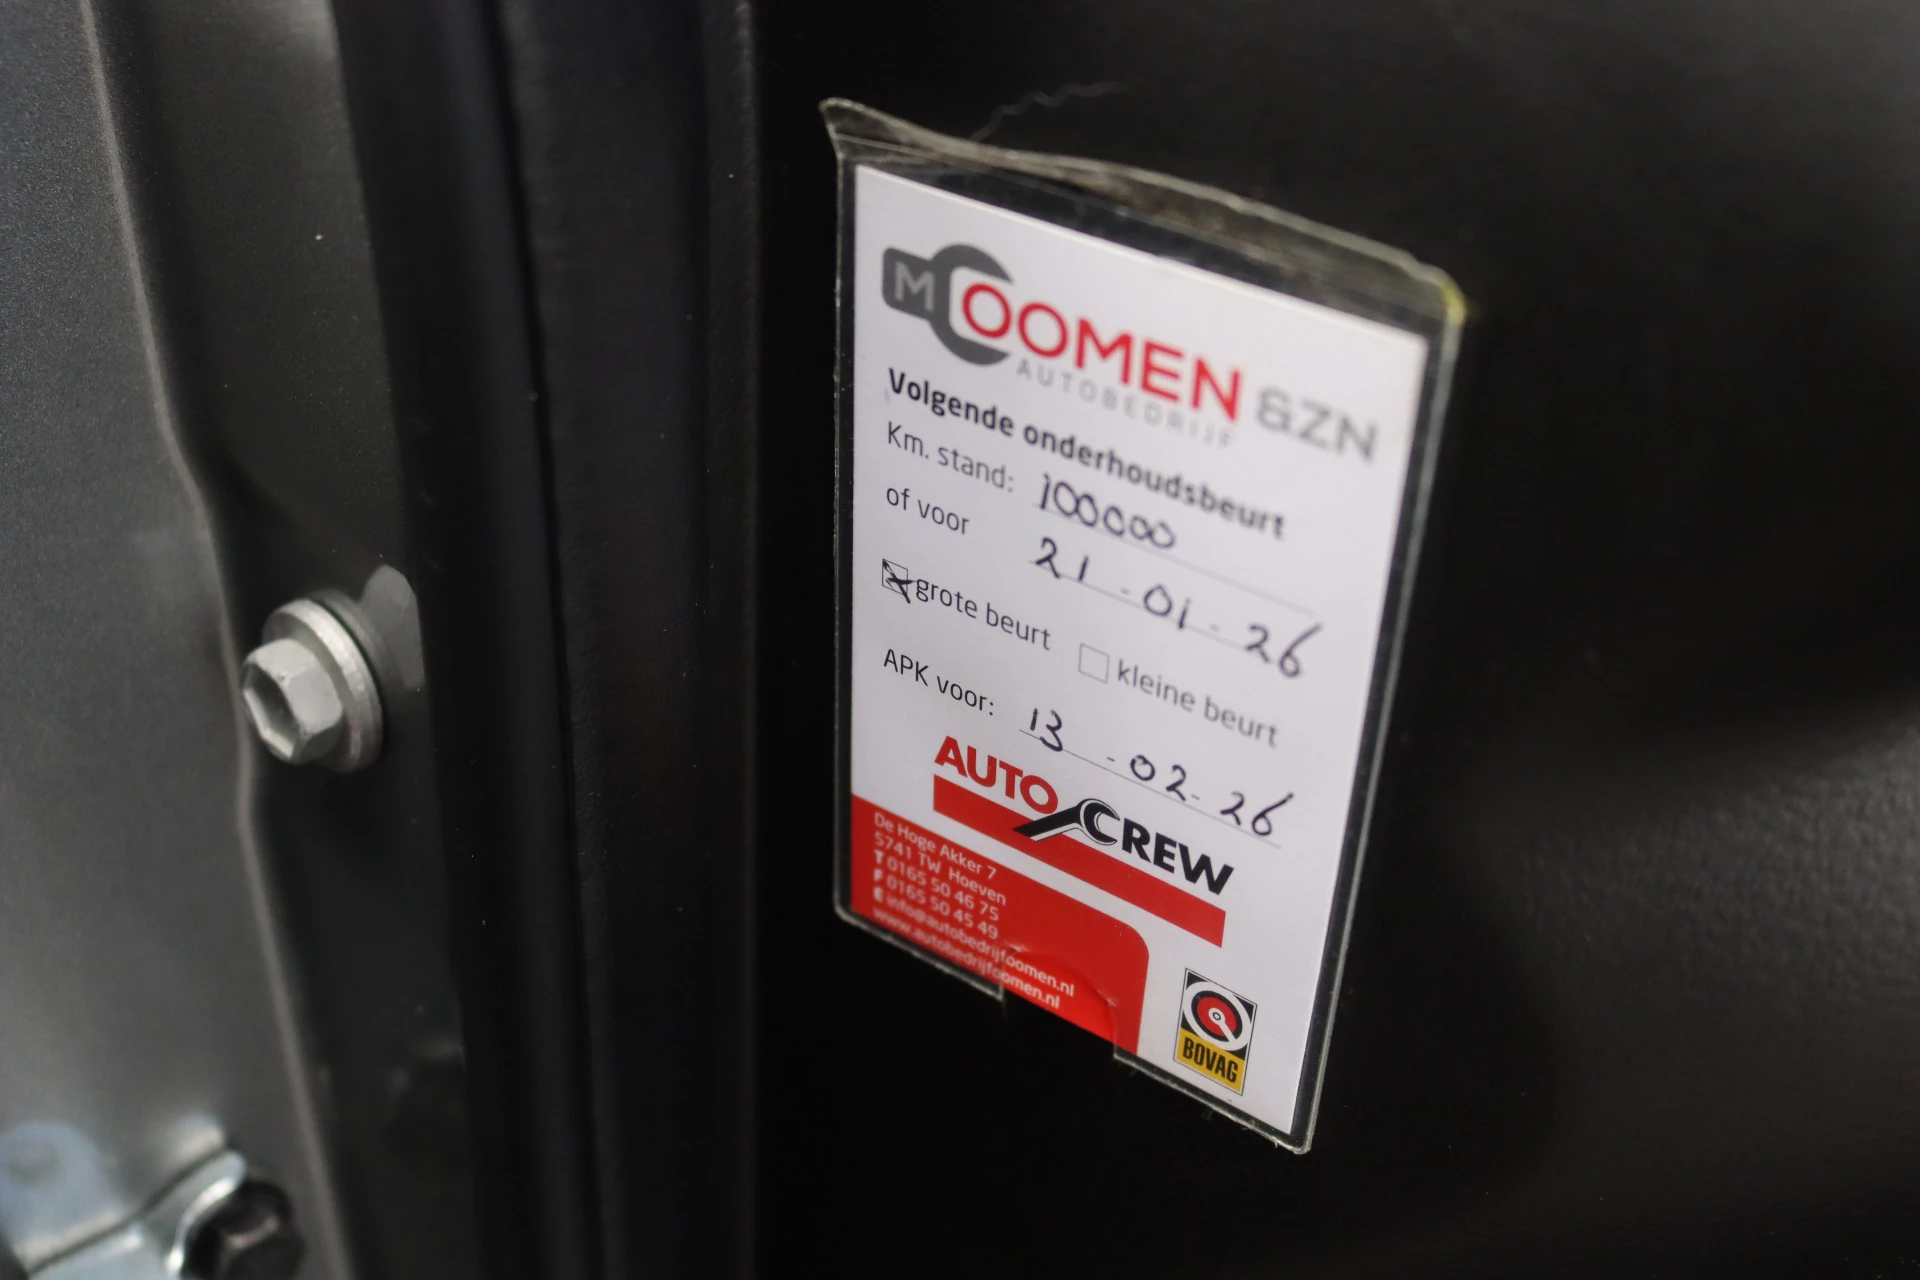 M OOMEN &ZN
AUTOBEDRIJF
Volgende onderhoudsbeurt
Km. stand: 100000
of voor 21-01-26
grote beurt kleine beurt
APK voor: 13-02-26
AUTO CREW
De Hoge Akker 7
5741 TW Hoeven
T 0165 50 46 75
F 0165 50 45 49
E info@autobedrijfoomen.nl
www.autobedrijfoomen.nl
BOVAG